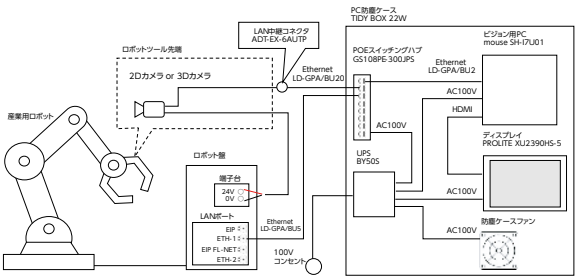 PC防塵ケース
TIDY BOX 22W
LAN中継コネクタ
ADT-EX-6AUTP
ビジョン用PC
mouse SH-I7U01
POEスイッチングハブ
GS108PE-300JPS
ロボットツール先端
Ethernet
LD-GPA/BU20
Ethernet
LD-GPA/BU2
2Dカメラ or 3Dカメラ
AC100V
HDMI
産業用ロボット
AC100V
ディスプレイ
PROLITE XU2390HS-5
ロボット盤
UPS
BY50S
端子台
24V
0V
AC100V
LANポート
Ethernet
LD-GPA/BU5
防塵ケースファン
EIP
ETH-1
AC100V
EIP FL-NET
ETH-2
100V
コンセント